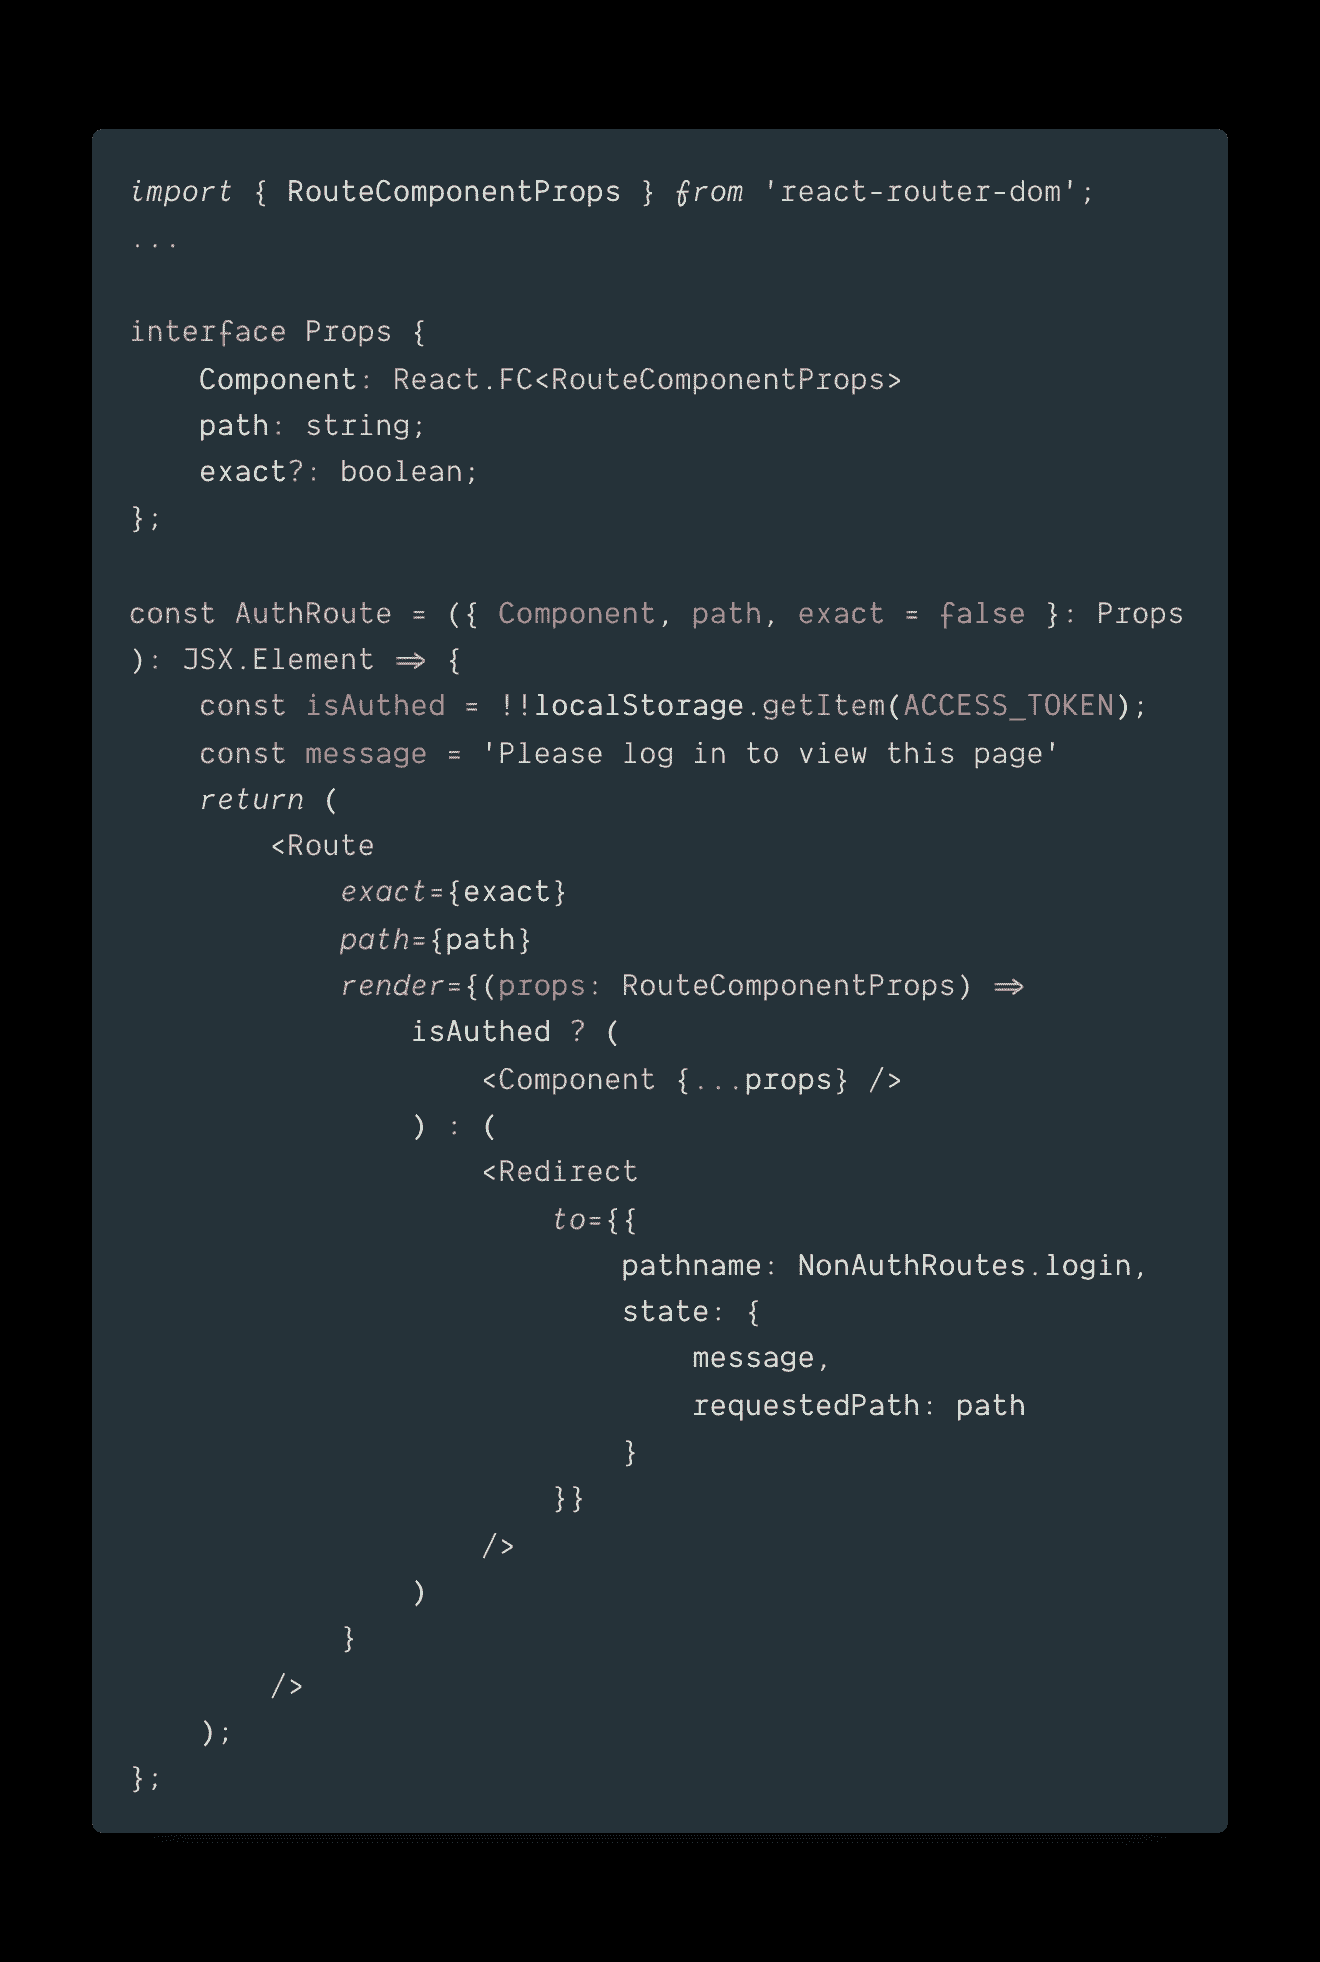 import { RouteComponentProps } from 'react-router-dom';
...
interface Props {
    Component: React.FC<RouteComponentProps>
    path: string;
    exact?: boolean;
};
const AuthRoute = ({ Component, path, exact = false }: Props
): JSX.Element => {
    const isAuthed = !!localStorage.getItem(ACCESS_TOKEN);
    const message = 'Please log in to view this page'
    return (
        <Route
            exact={exact}
            path={path}
            render={(props: RouteComponentProps) =>
                isAuthed ? (
                    <Component {...props} />
                ) : (
                    <Redirect
                        to={{
                            pathname: NonAuthRoutes.login,
                            state: {
                                message,
                                requestedPath: path
                            }
                        }}
                    />
                )
            }
        />
    );
};